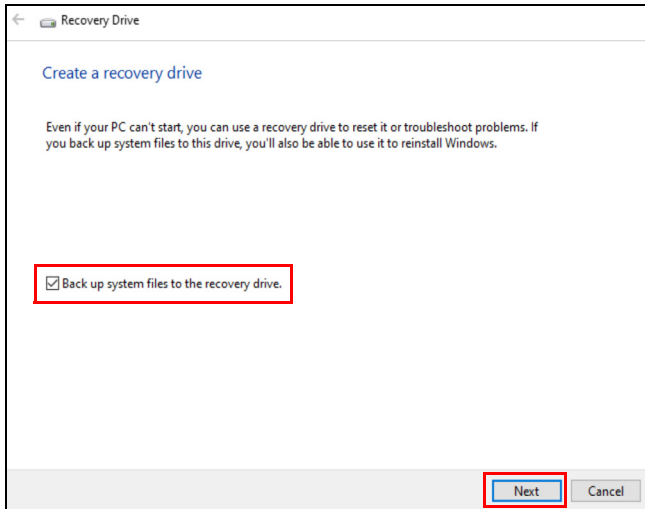 Recovery Drive
Create a recovery drive
Even if your PC can't start, you can use a recovery drive to reset it or troubleshoot problems. If
you back up system files to this drive, you'll also be able to use it to reinstall Windows.
Back up system files to the recovery drive.
Next Cancel